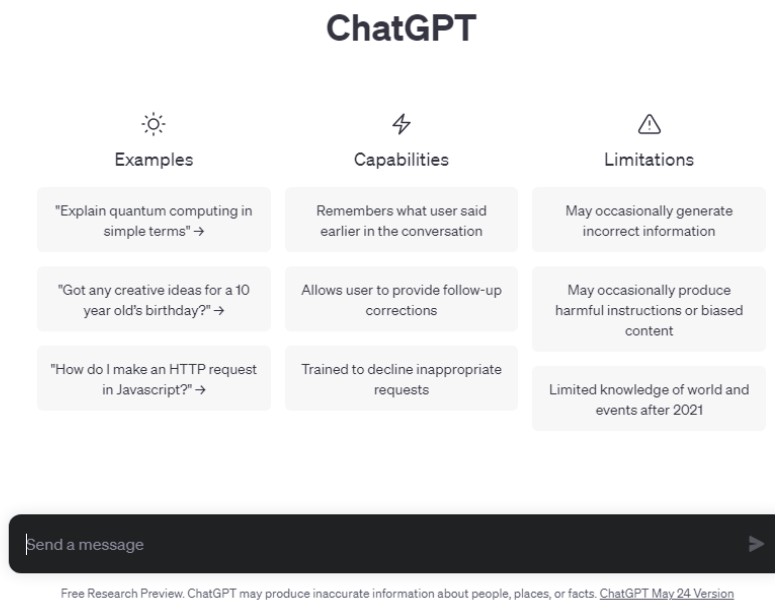 ChatGPT
Examples
"Explain quantum computing in
simple terms" →
"Got any creative ideas for a 10
year old's birthday?" →
"How do I make an HTTP request
in Javascript?" →
Capabilities
Remembers what user said
earlier in the conversation
Allows user to provide follow-up
corrections
Trained to decline inappropriate
requests
Limitations
May occasionally generate
incorrect information
May occasionally produce
harmful instructions or biased
content
Limited knowledge of world and
events after 2021
Send a message
Free Research Preview. ChatGPT may produce inaccurate information about people, places, or facts. ChatGPT May 24 Version